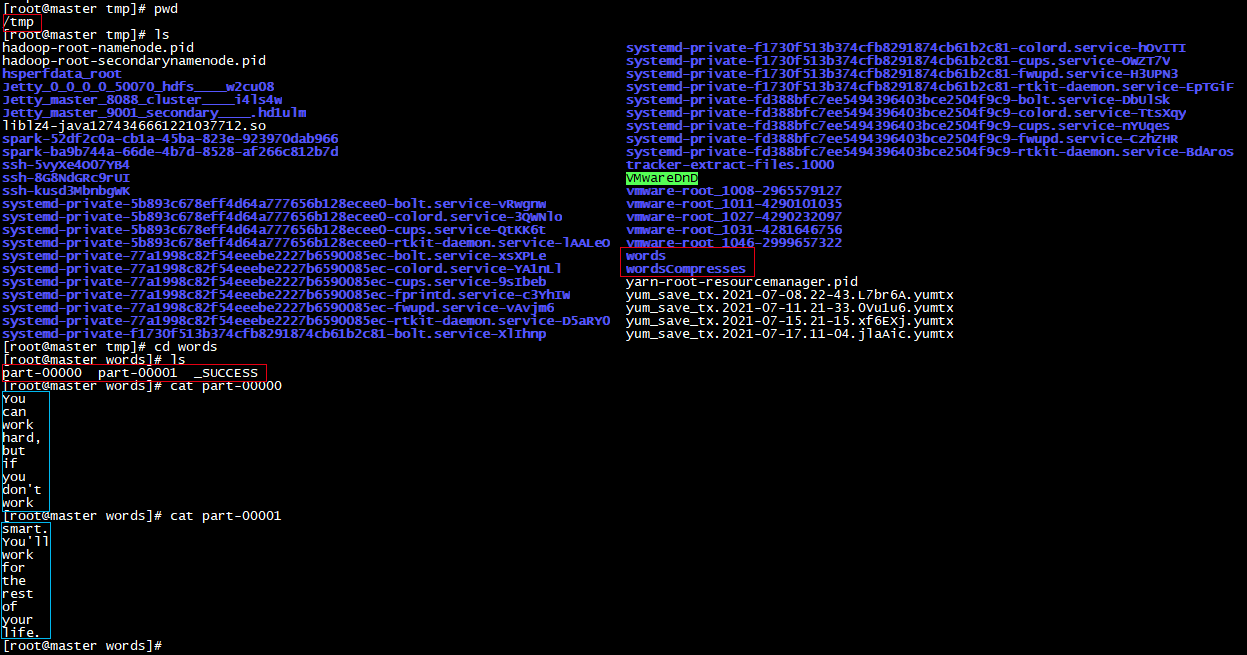 [root@master tmp]# pwd
/tmp
[root@master tmp]# ls
hadoop-root-namenode.pid
hadoop-root-secondarynamenode.pid
hsperfdata_root
Jetty_0_0_0_0_50070_hdfs____w2cu08
Jetty_master_8088_cluster____i4ls4w
Jetty_master_9001_secondary____.hd1ulm
liblz4-java1274346661221037712.so
spark-52df2c0a-cb1a-45ba-823e-923970dab966
spark-ba9b744a-66de-4b7d-8528-af266c812b7d
ssh-5vyXe4O07YB4
ssh-8G8NdGRc9rUI
ssh-kusd3MbnbgWK
systemd-private-5b893c678eff4d64a777656b128ecee0-bolt.service-vRwgnw
systemd-private-5b893c678eff4d64a777656b128ecee0-colord.service-3QWNlo
systemd-private-5b893c678eff4d64a777656b128ecee0-cups.service-QtKK6t
systemd-private-5b893c678eff4d64a777656b128ecee0-rtkit-daemon.service-lAALeO
systemd-private-77a1998c82f54eeebe2227b6590085ec-bolt.service-xsXPLe
systemd-private-77a1998c82f54eeebe2227b6590085ec-colord.service-YAInLl
systemd-private-77a1998c82f54eeebe2227b6590085ec-cups.service-9sIbeb
systemd-private-77a1998c82f54eeebe2227b6590085ec-fprintd.service-c3YhIW
systemd-private-77a1998c82f54eeebe2227b6590085ec-fwupd.service-vAvjm6
systemd-private-77a1998c82f54eeebe2227b6590085ec-rtkit-daemon.service-D5aRYO
systemd-private-f1730f513b374cfb8291874cb61b2c81-bolt.service-XlIhnp
systemd-private-f1730f513b374cfb8291874cb61b2c81-colord.service-hOvITI
systemd-private-f1730f513b374cfb8291874cb61b2c81-cups.service-OWZT7V
systemd-private-f1730f513b374cfb8291874cb61b2c81-fwupd.service-H3UPN3
systemd-private-f1730f513b374cfb8291874cb61b2c81-rtkit-daemon.service-EpTGiF
systemd-private-fd388bfc7ee5494396403bce2504f9c9-bolt.service-DbUlSk
systemd-private-fd388bfc7ee5494396403bce2504f9c9-colord.service-TtsXqy
systemd-private-fd388bfc7ee5494396403bce2504f9c9-cups.service-nYUqes
systemd-private-fd388bfc7ee5494396403bce2504f9c9-fwupd.service-CzhZHR
systemd-private-fd388bfc7ee5494396403bce2504f9c9-rtkit-daemon.service-BdAros
tracker-extract-files.1000
VMwareDnD
vmware-root_1008-2965579127
vmware-root_1011-4290101035
vmware-root_1027-4290232097
vmware-root_1031-4281646756
vmware-root_1046-2999657322
words
wordsCompresses
yarn-root-resourcemanager.pid
yum_save_tx.2021-07-08.22-43.L7br6A.yumtx
yum_save_tx.2021-07-11.21-33.0Vu1u6.yumtx
yum_save_tx.2021-07-15.21-15.xf6EXj.yumtx
yum_save_tx.2021-07-17.11-04.jlaAic.yumtx
[root@master tmp]# cd words
[root@master words]# ls
part-00000  part-00001  _SUCCESS
[root@master words]# cat part-00000
You
can
work
hard,
but
if
you
don't
work
[root@master words]# cat part-00001
smart.
You'll
work
for
the
rest
of
your
life.
[root@master words]#